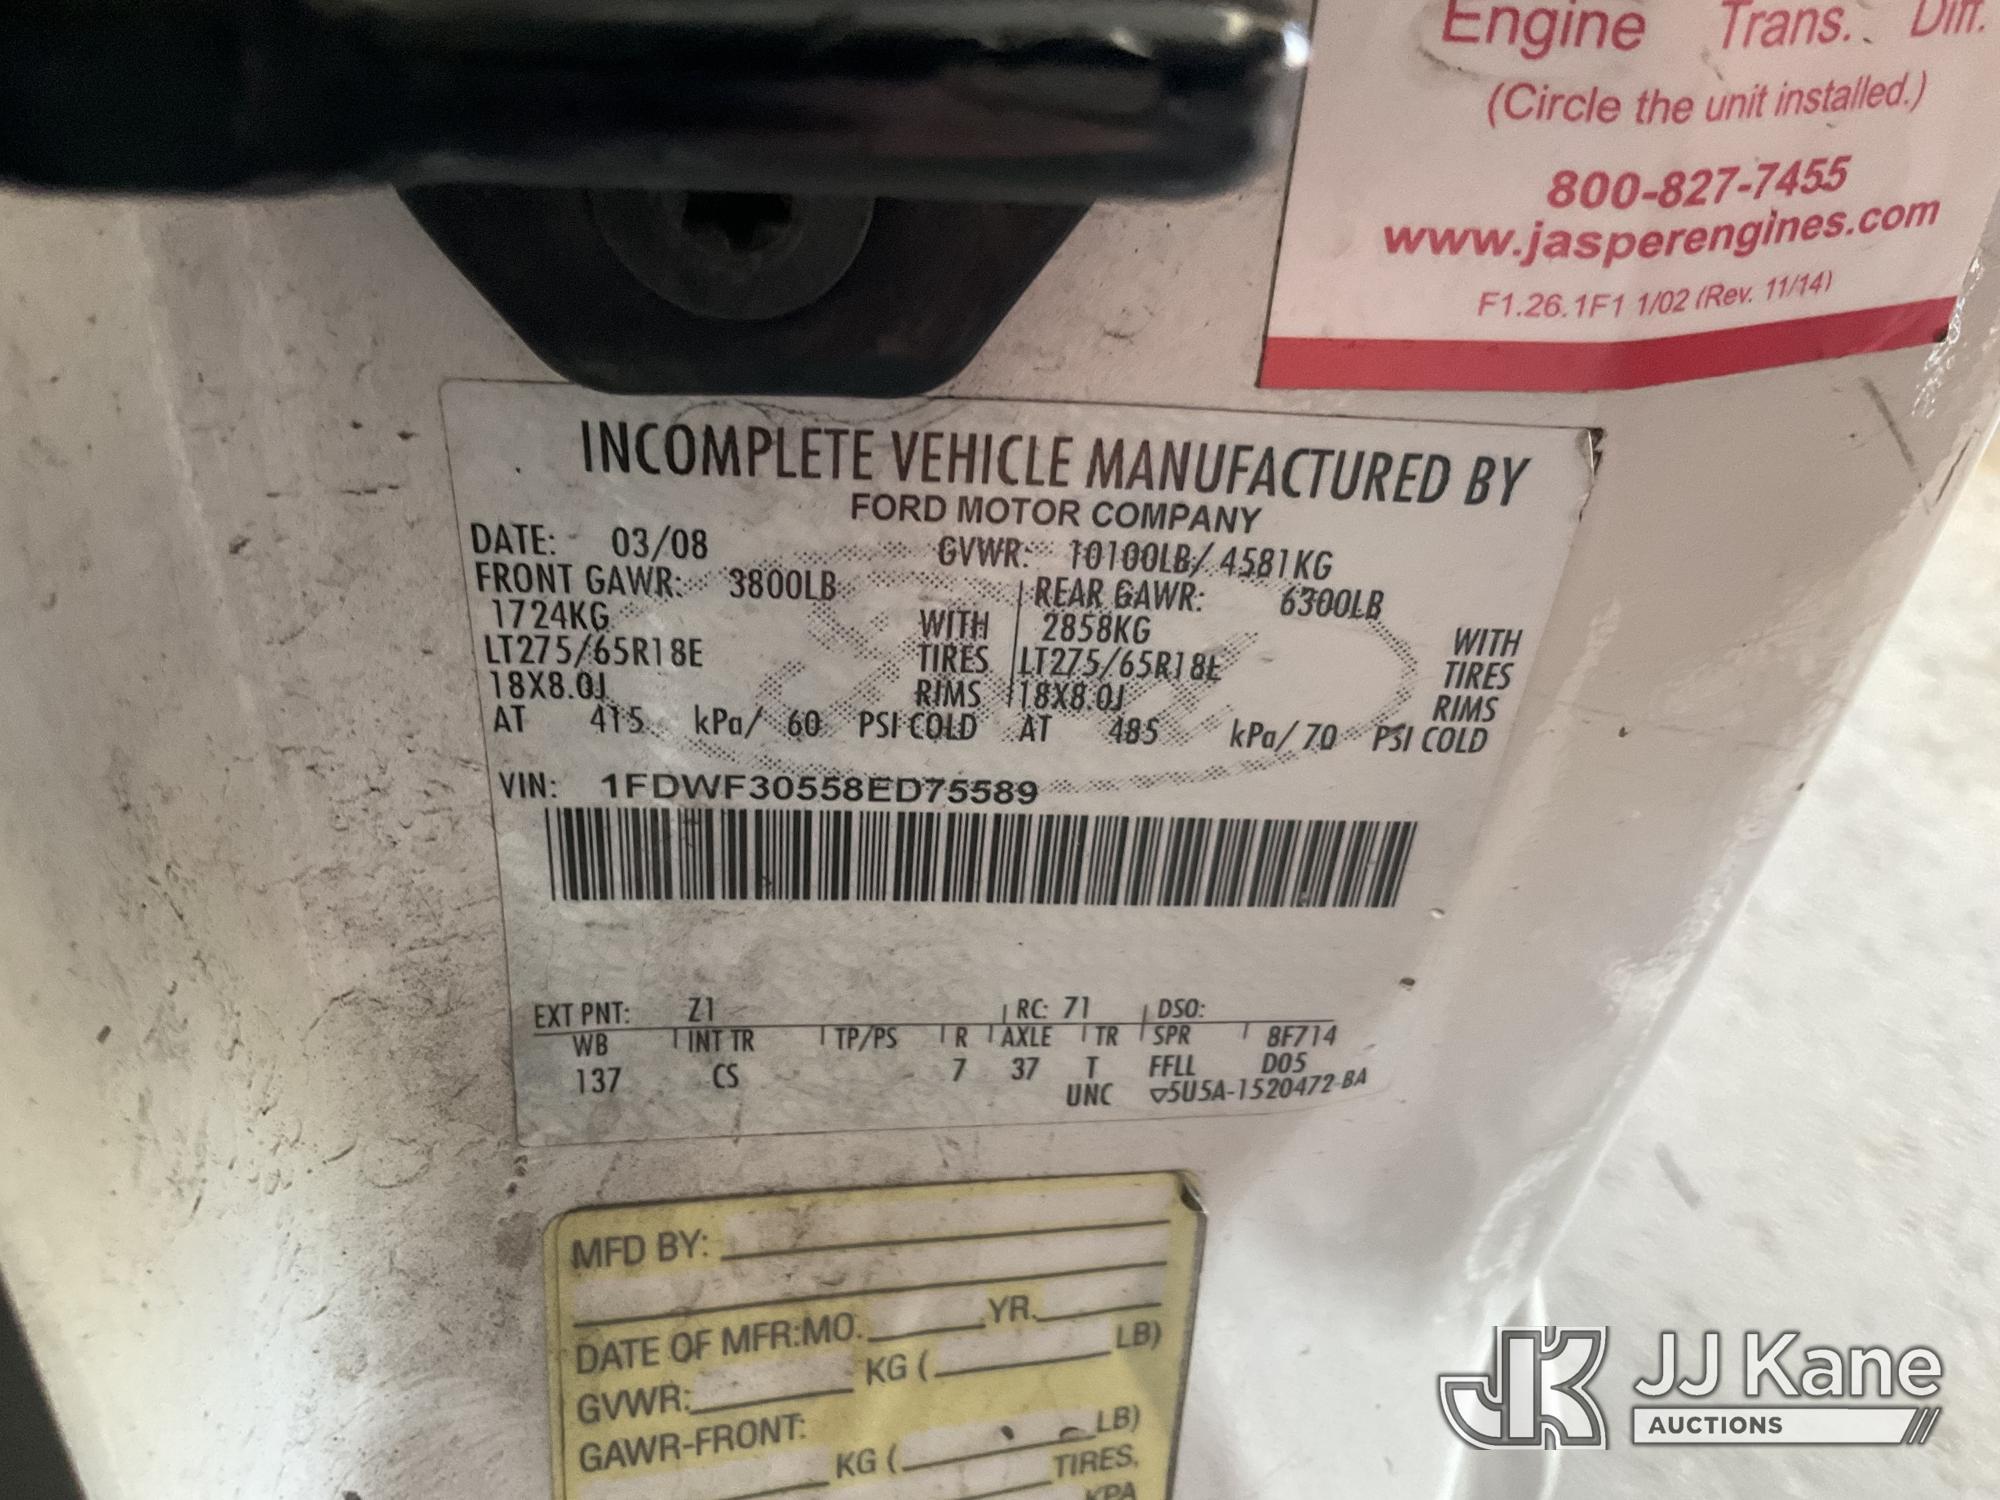 Engine Trans. Diff.
(Circle the unit installed.)
800-827-7455
www.jasperengines.com
F1.26.1F1 1/02 (Rev. 11/14)
INCOMPLETE VEHICLE MANUFACTURED BY
FORD MOTOR COMPANY
DATE: 03/08 GVWR: 10100LB/ 4581KG
FRONT GAWR: 3800LB REAR GAWR: 6300LB
1724KG WITH 2858KG WITH
LT275/65R18E TIRES LT275/65R18E TIRES
18X8.0J RIMS 18X8.0J RIMS
AT 415 kPa/ 60 PSI COLD AT 485 kPa/ 70 PSI COLD
VIN: 1FDWF30558ED75589
EXT PNT: Z1 RC: 71 DSO:
WB INT TR TP/PS R AXLE TR SPR 8F714
137 CS 7 37 T FFLL D05
UNC ▽5U5A-1520472-BA
MFD BY:
DATE OF MFR:MO. YR.
GVWR: KG ( LB)
GAWR-FRONT:
KG ( LB)
TIRES,
KPA
JK JJ Kane
AUCTIONS